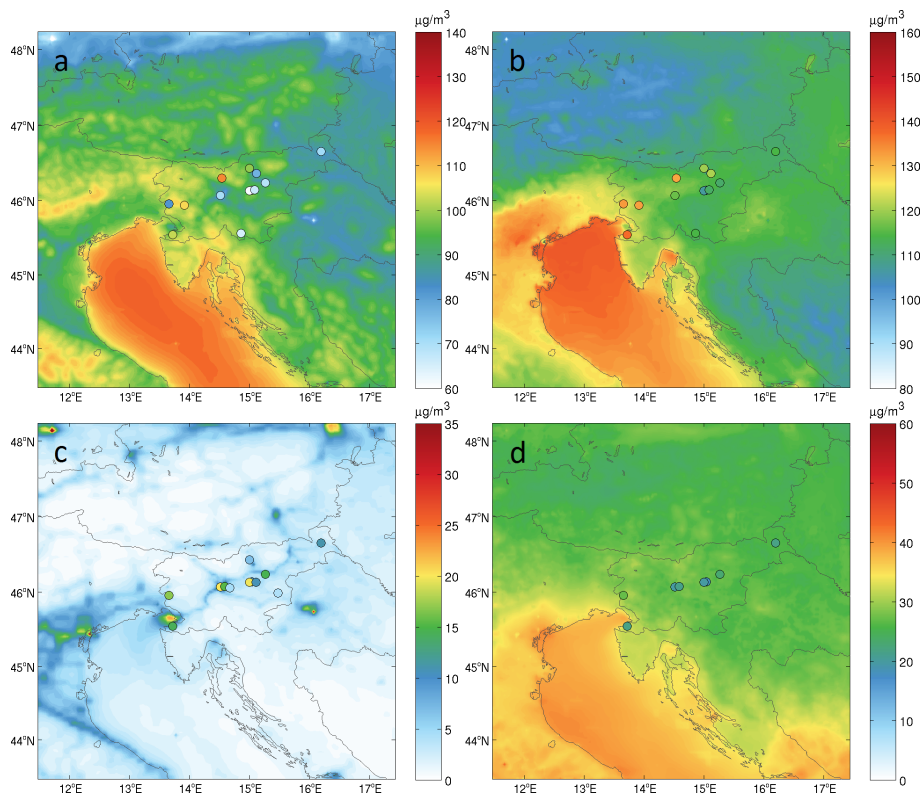 µg/m³ µg/m³
a b
48°N 48°N
47°N 47°N
46°N 46°N
45°N 45°N
44°N 44°N
12°E 13°E 14°E 15°E 16°E 17°E 12°E 13°E 14°E 15°E 16°E 17°E
140 130 120 110 100 90 80 70 60
160 150 140 130 120 110 100 90 80
µg/m³ µg/m³
c d
48°N 48°N
47°N 47°N
46°N 46°N
45°N 45°N
44°N 44°N
12°E 13°E 14°E 15°E 16°E 17°E 12°E 13°E 14°E 15°E 16°E 17°E
35 30 25 20 15 10 5 0
60 50 40 30 20 10 0